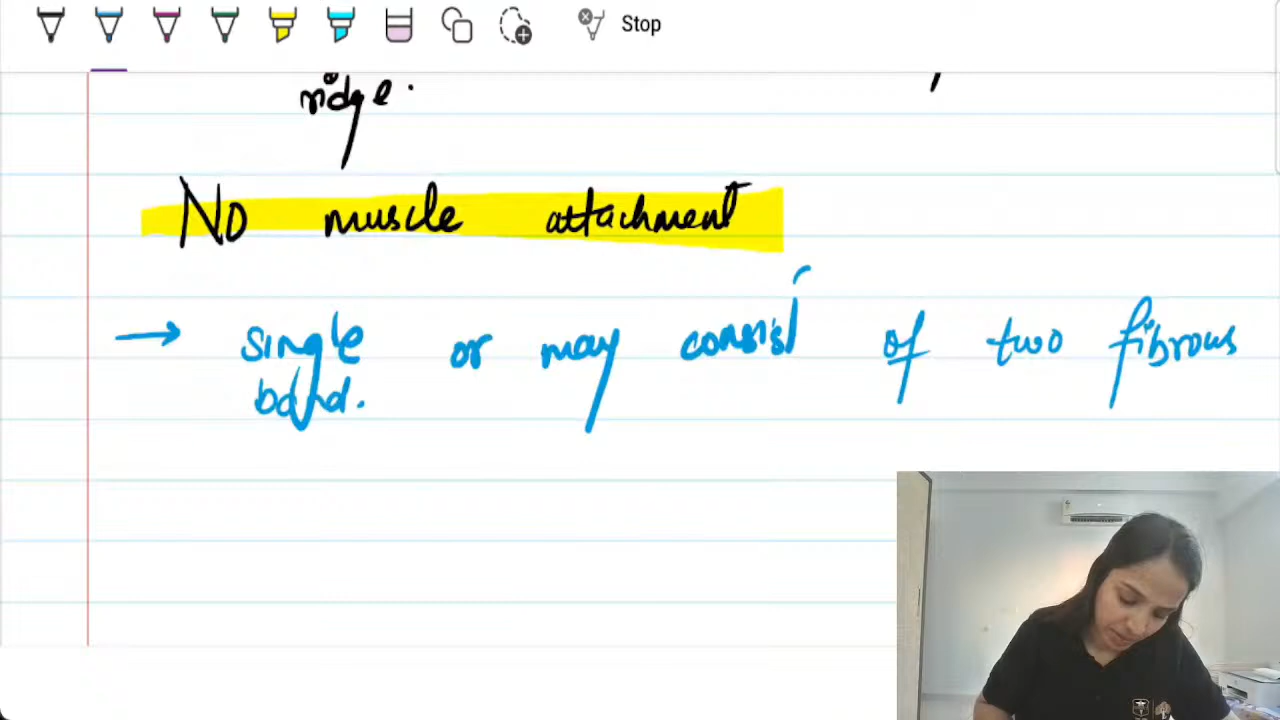 Stop
ridge.
No muscle attachment
→ single or may consist of two fibrous
band.